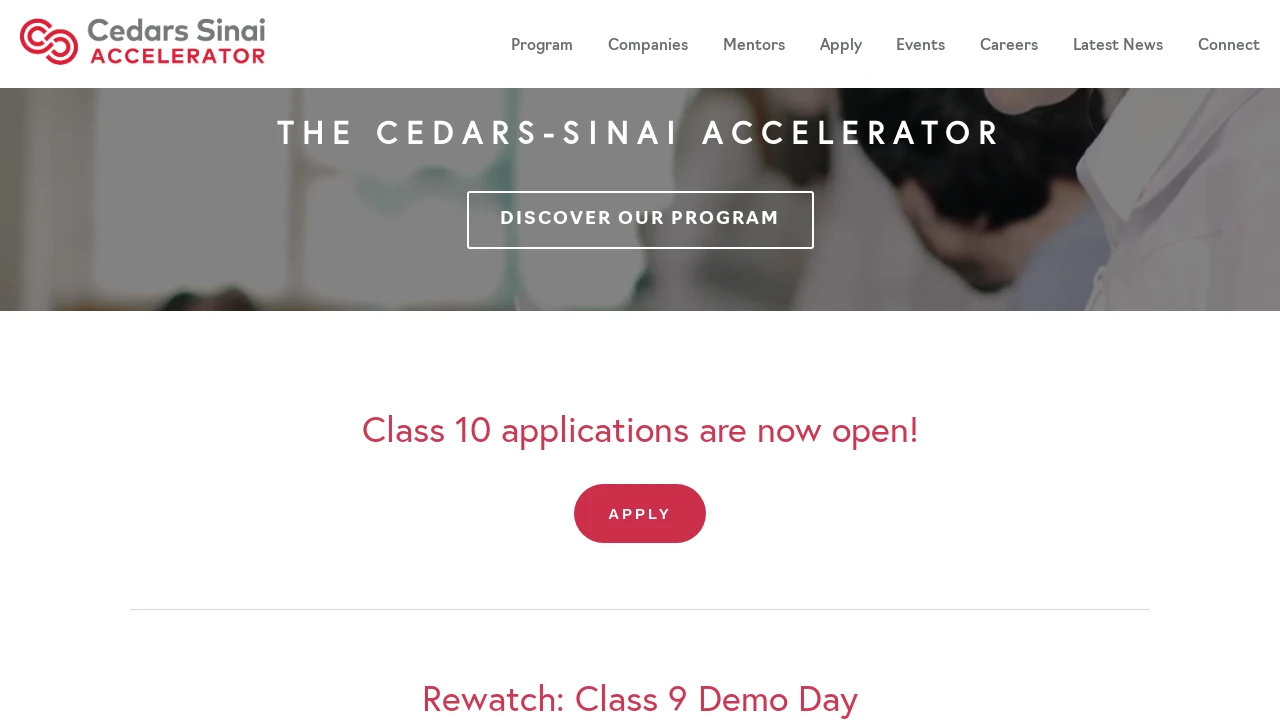 Cedars Sinai
ACCELERATOR
Program Companies Mentors Apply Events Careers Latest News Connect
THE CEDARS-SINAI ACCELERATOR
DISCOVER OUR PROGRAM
Class 10 applications are now open!
APPLY
Rewatch: Class 9 Demo Day